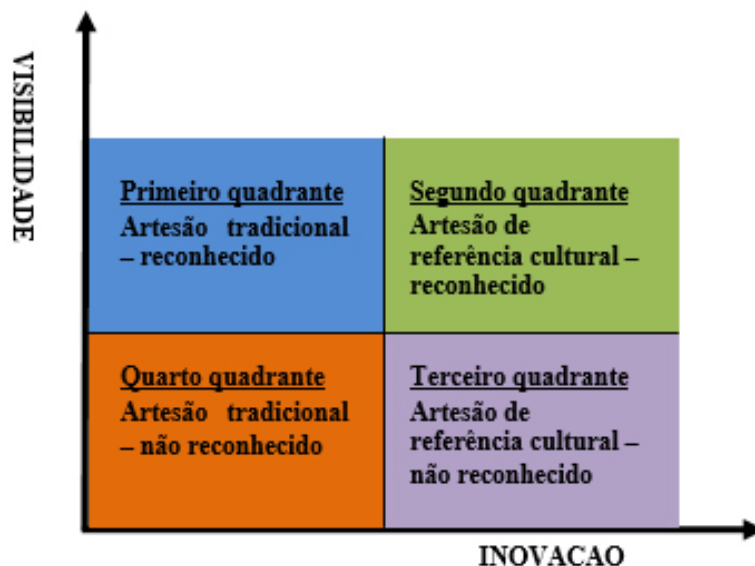 VISIBILIDADE
Primeiro quadrante
Artesão tradicional
– reconhecido
Segundo quadrante
Artesão de
referência cultural –
reconhecido
Quarto quadrante
Artesão tradicional
– não reconhecido
Terceiro quadrante
Artesão de
referência cultural –
não reconhecido
INOVACAO